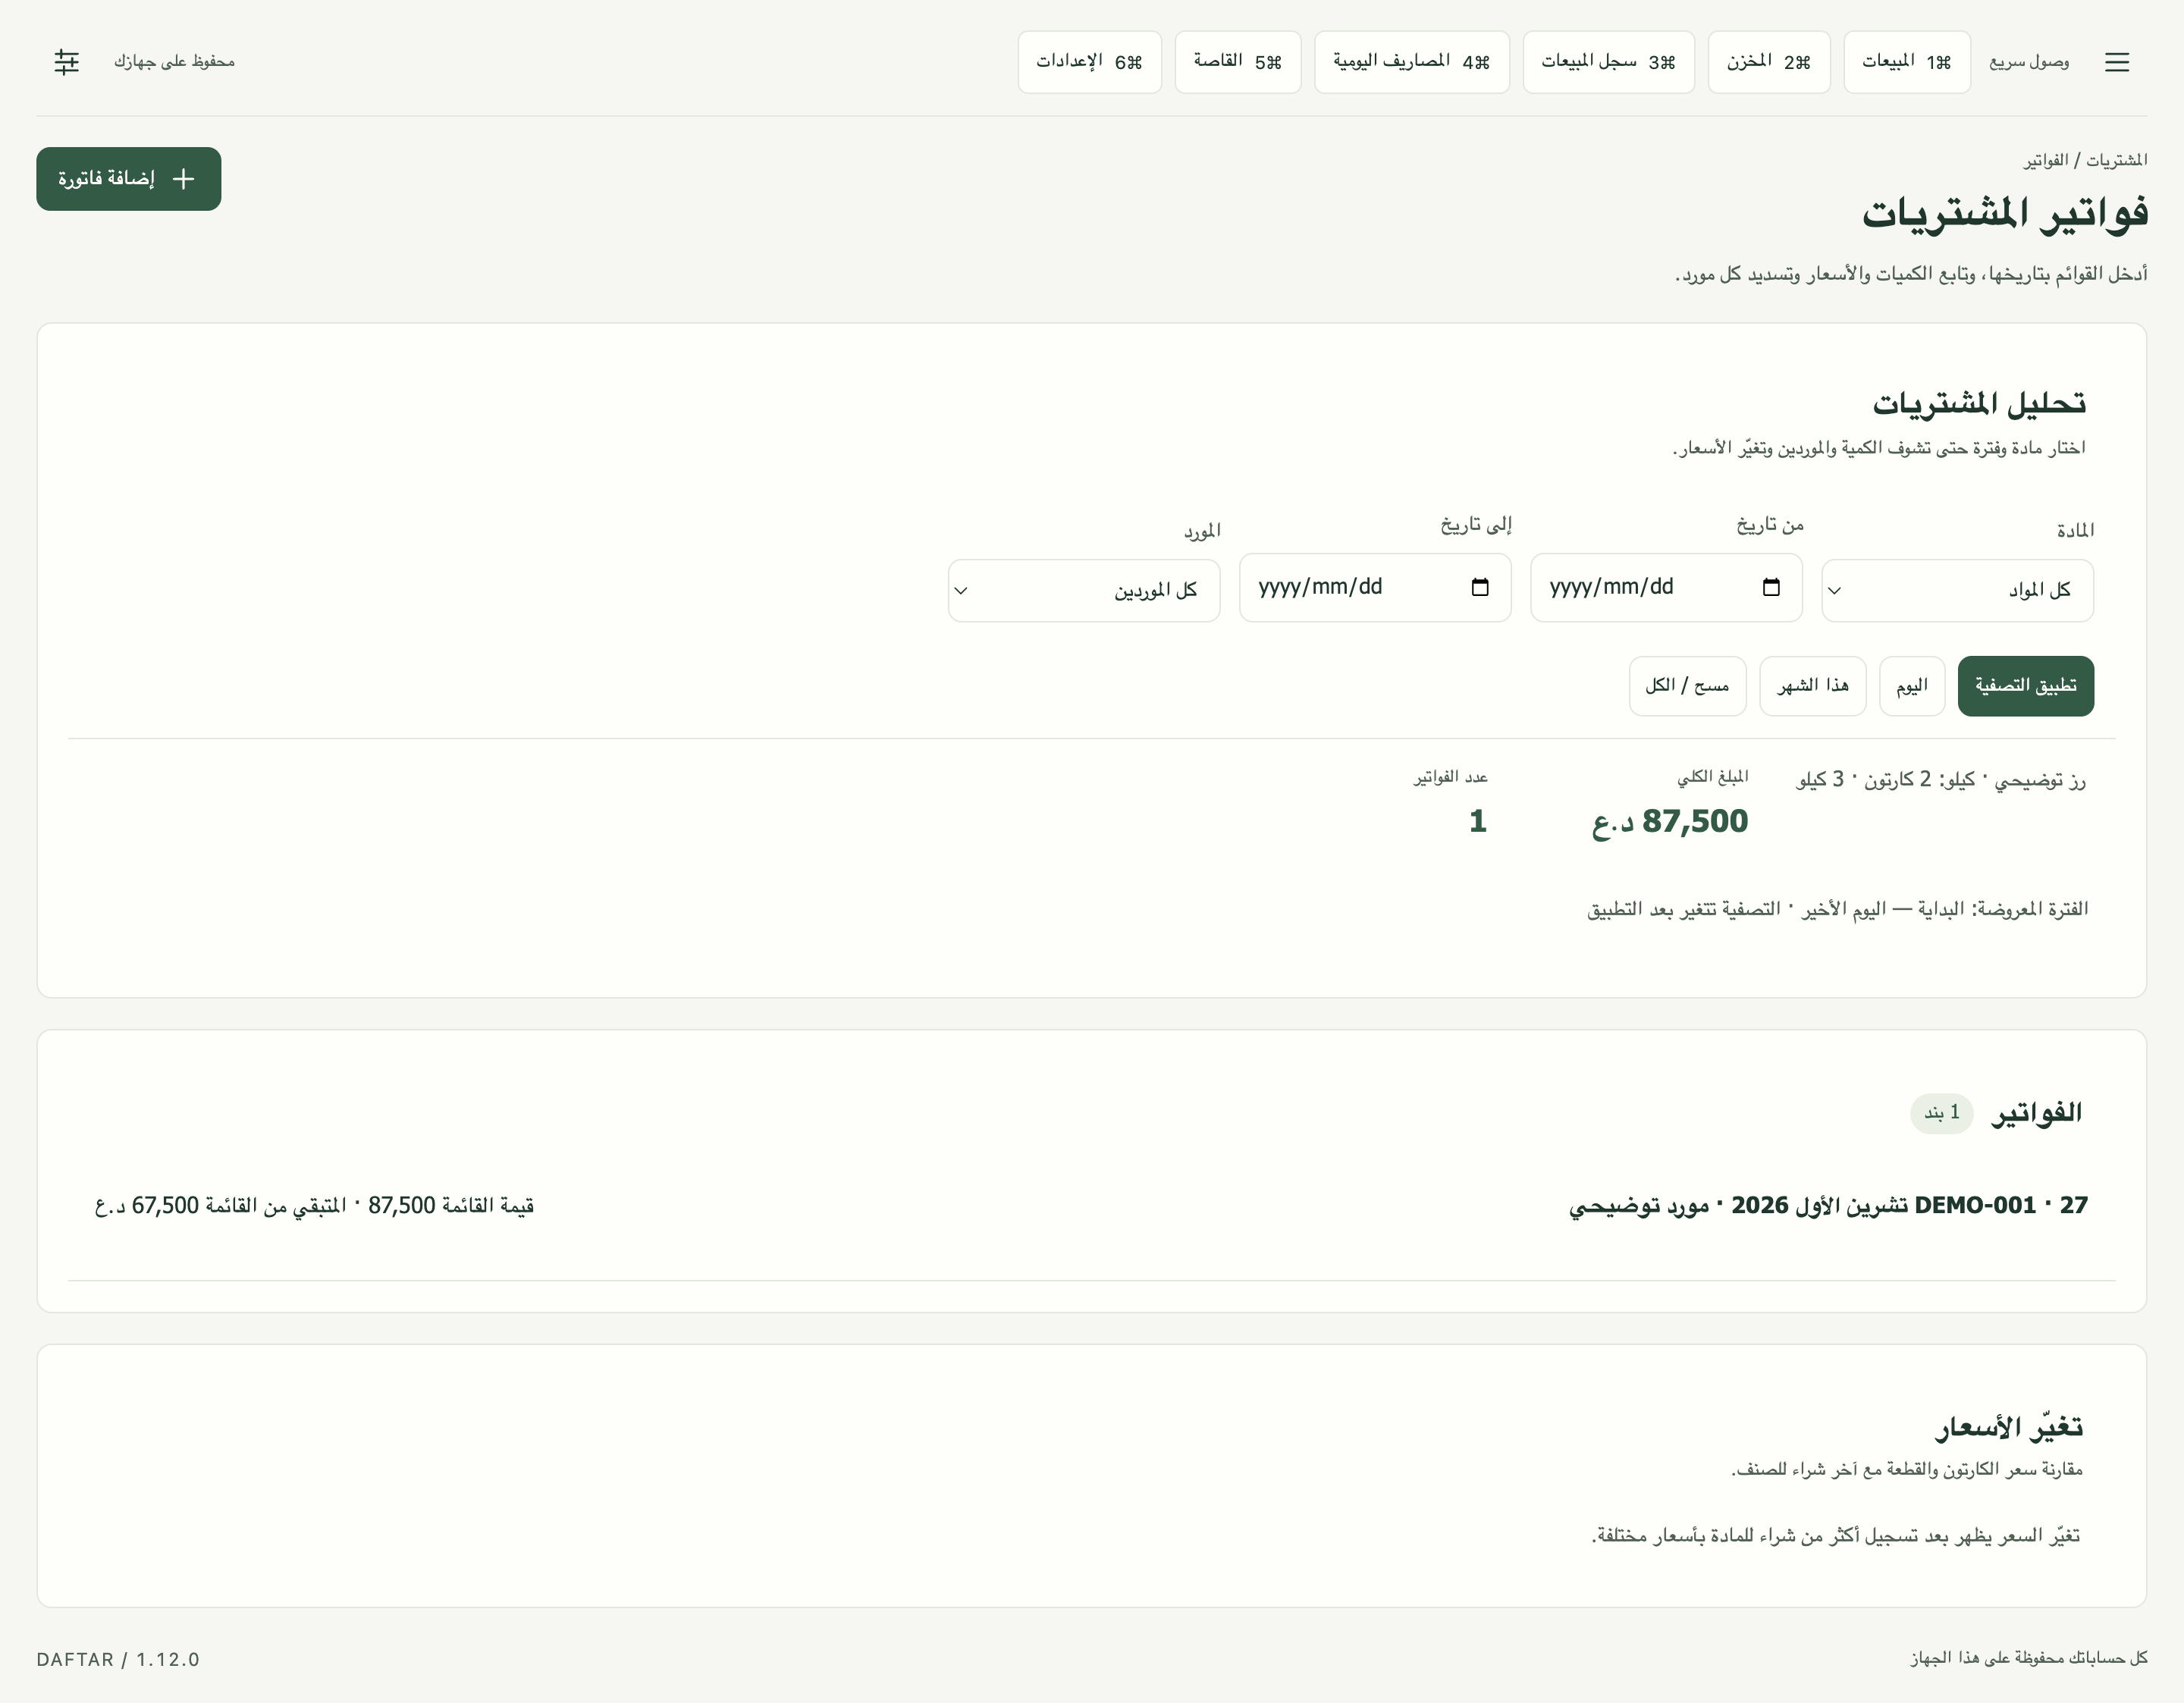 وصول سريع
⌘1 المبيعات
⌘2 المخزن
⌘3 سجل المبيعات
⌘4 المصاريف اليومية
⌘5 القاصة
⌘6 الإعدادات
محفوظ على جهازك
المشتريات / الفواتير
فواتير المشتريات
أدخل القوائم بتاريخها، وتابع الكميات والأسعار وتسديد كل مورد.
إضافة فاتورة
تحليل المشتريات
اختار مادة وفترة حتى تشوف الكمية والموردين وتغيّر الأسعار.
المادة
كل المواد
من تاريخ
yyyy/mm/dd
إلى تاريخ
yyyy/mm/dd
المورد
كل الموردين
تطبيق التصفية
اليوم
هذا الشهر
مسح / الكل
رز توضيحي · كيلو: 2 كارتون · 3 كيلو
المبلغ الكلي
87,500 د.ع
عدد الفواتير
1
الفترة المعروضة: البداية — اليوم الأخير · التصفية تتغير بعد التطبيق
الفواتير
1 بند
DEMO-001 · 27 تشرين الأول 2026 · مورد توضيحي
قيمة القائمة 87,500 · المتبقي من القائمة 67,500 د.ع
تغيّر الأسعار
مقارنة سعر الكارتون والقطعة مع آخر شراء للصنف.
تغيّر السعر يظهر بعد تسجيل أكثر من شراء للمادة بأسعار مختلفة.
كل حساباتك محفوظة على هذا الجهاز
DAFTAR / 1.12.0